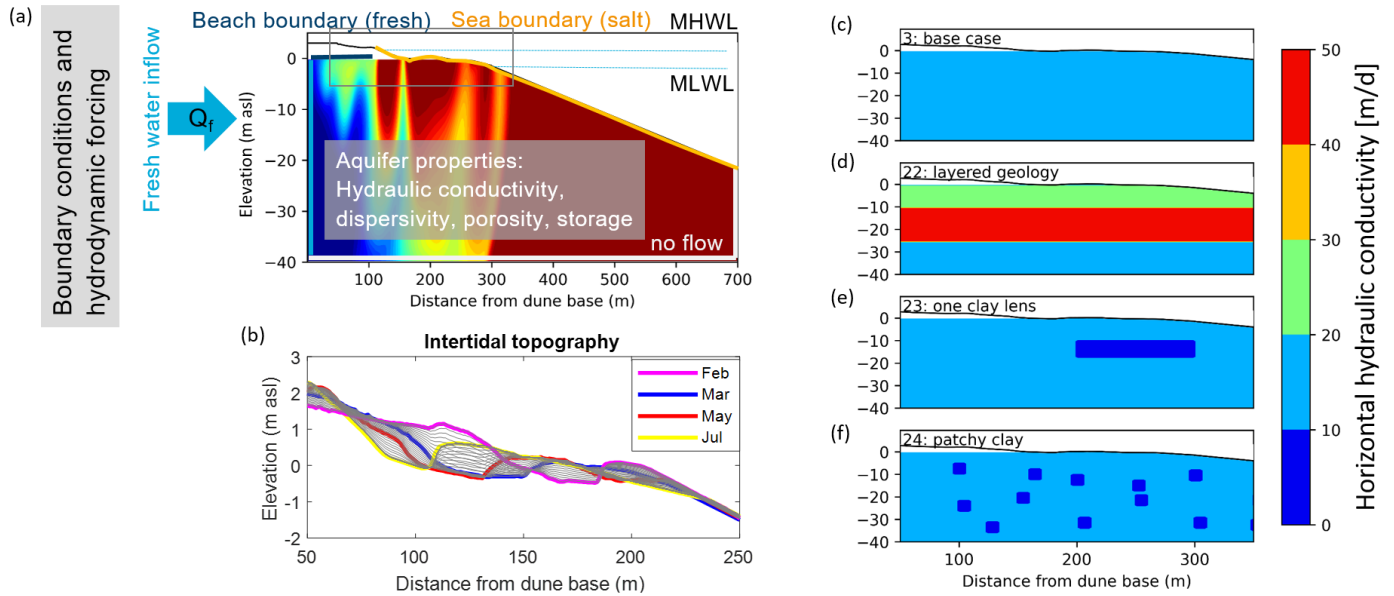 (a)
Boundary conditions and
hydrodynamic forcing
Fresh water inflow
Q_f
Beach boundary (fresh)
Sea boundary (salt)
MHWL
MLWL
Elevation (m asl)
0
−10
−20
−30
−40
Aquifer properties:
Hydraulic conductivity,
dispersivity, porosity, storage
no flow
100 200 300 400 500 600 700
Distance from dune base (m)
(b)
Intertidal topography
Elevation (m asl)
3
2
1
0
-1
-2
Feb
Mar
May
Jul
50 100 150 200 250
Distance from dune base (m)
(c)
3: base case
0
−10
−20
−30
−40
(d)
22: layered geology
0
−10
−20
−30
−40
(e)
23: one clay lens
0
−10
−20
−30
−40
(f)
24: patchy clay
0
−10
−20
−30
−40
100 200 300
Distance from dune base (m)
50
40
30
20
10
0
Horizontal hydraulic conductivity [m/d]